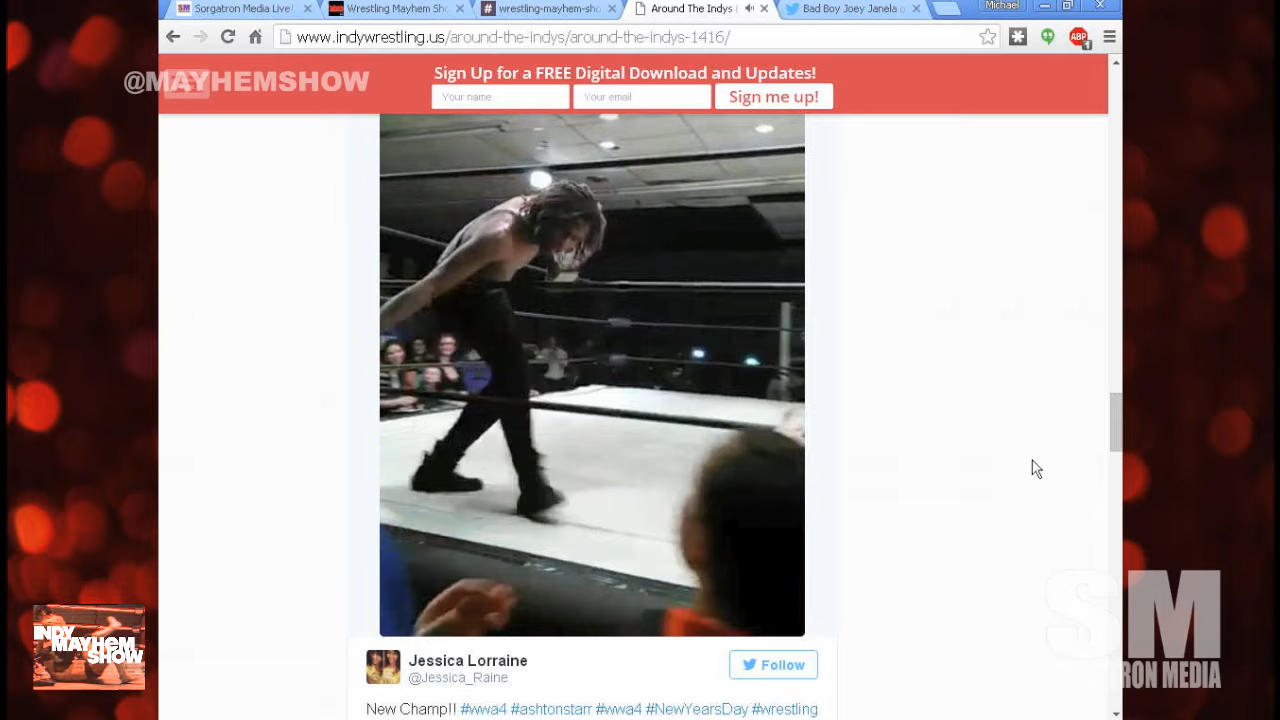 Sorgatron Media Live!
Wrestling Mayhem Sho
wrestling-mayhem-sho
Around The Indys (
Bad Boy Joey Janela o
Michael
www.indywrestling.us/around-the-indys/around-the-indys-1416/
ABP
1
@MAYHEMSHOW
Sign Up for a FREE Digital Download and Updates!
Your name
Your email
Sign me up!
Jessica Lorraine
@Jessica_Raine
Follow
New Champ!! #wwa4 #ashtonstarr #wwa4 #NewYearsDay #wrestling
INDY
MAYHEM
SHOW
SM
TRON MEDIA